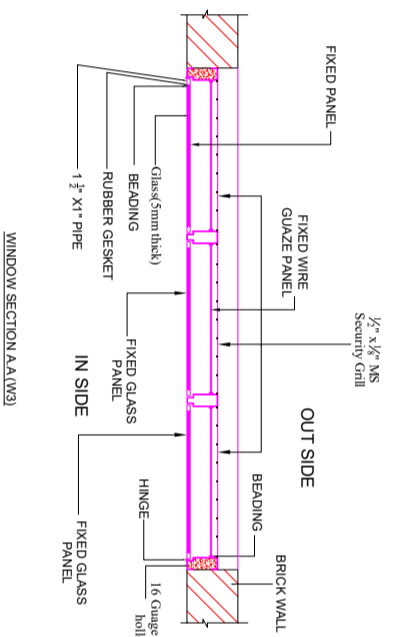 FIXED PANEL
FIXED WIRE
GUAZE PANEL
½" x ⅛" MS
Security Grill
OUT SIDE
BEADING
BRICK WALL
Glass(5mm thick)
BEADING
RUBBER GESKET
1 ½" X1" PIPE
FIXED GLASS
PANEL
IN SIDE
HINGE
16 Guage
holl
FIXED GLASS
PANEL
WINDOW SECTION A.A (W3)